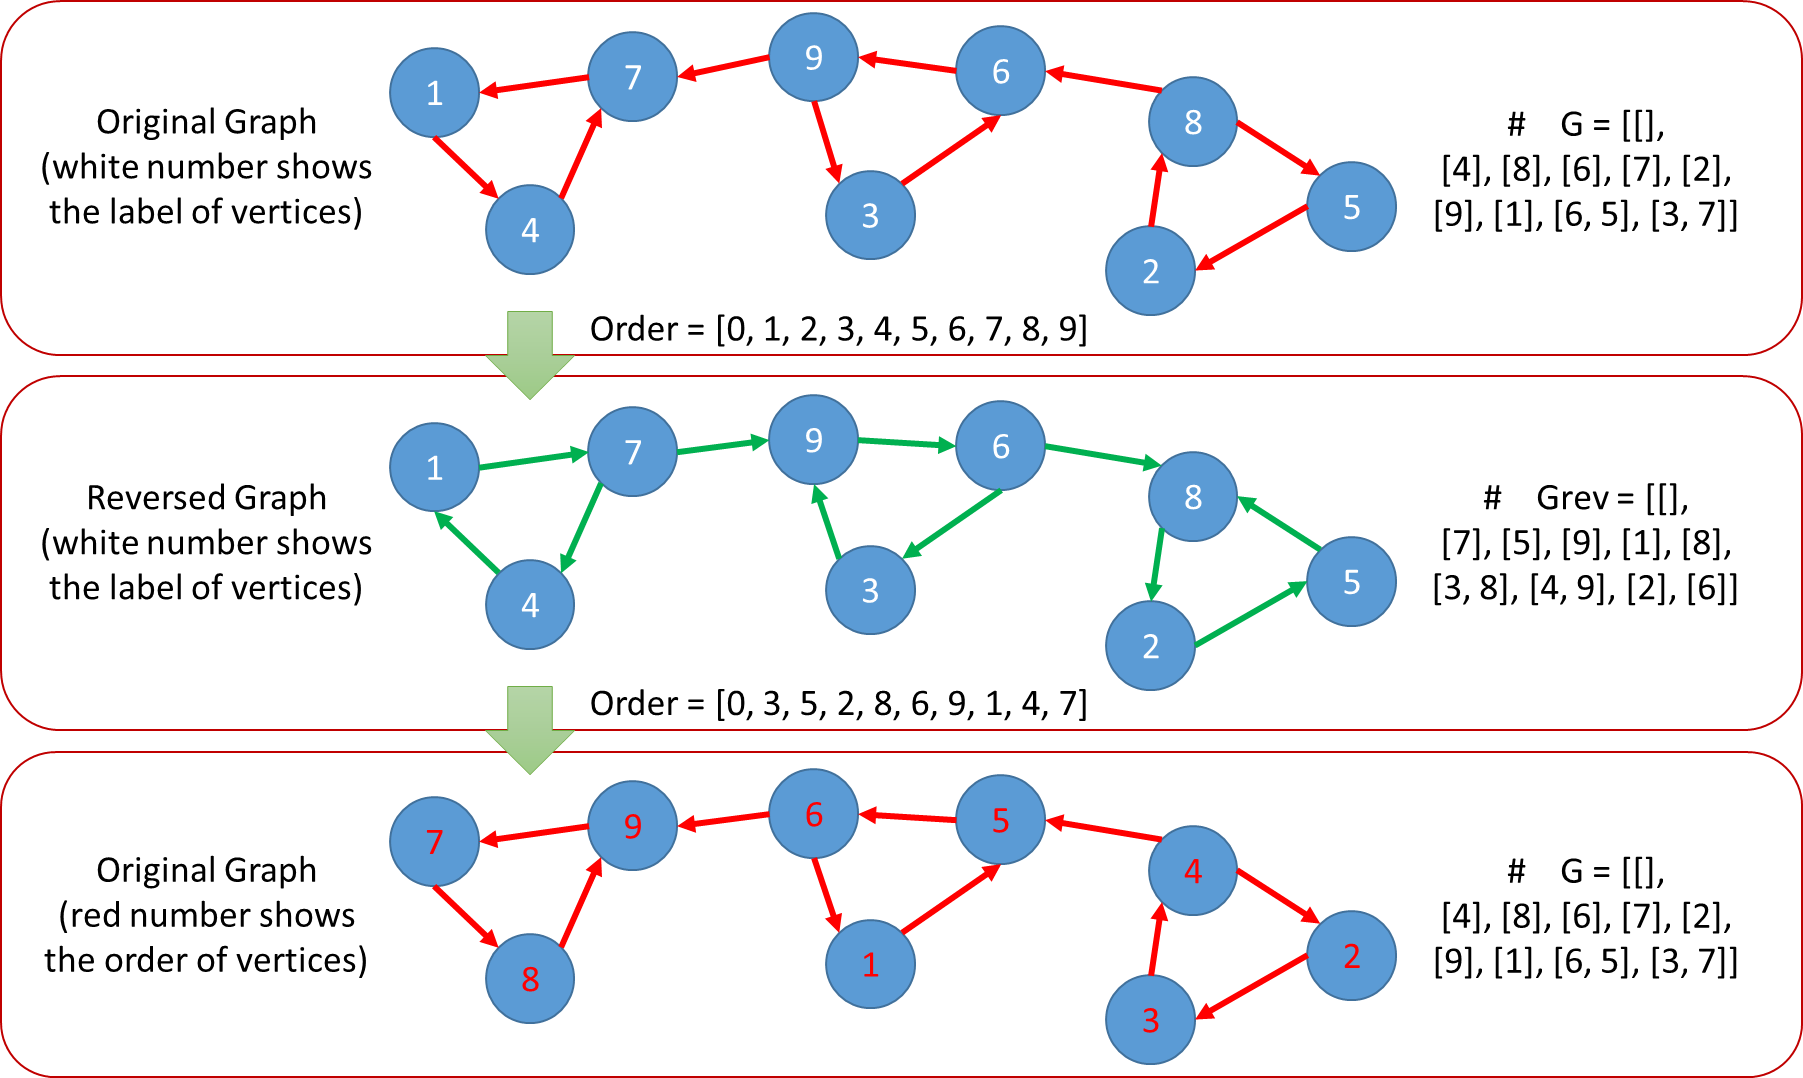 Original Graph
(white number shows
the label of vertices)
1
7
9
6
8
4
3
5
2
# G = [[],
[4], [8], [6], [7], [2],
[9], [1], [6, 5], [3, 7]]
Order = [0, 1, 2, 3, 4, 5, 6, 7, 8, 9]
Reversed Graph
(white number shows
the label of vertices)
1
7
9
6
8
4
3
5
2
# Grev = [[],
[7], [5], [9], [1], [8],
[3, 8], [4, 9], [2], [6]]
Order = [0, 3, 5, 2, 8, 6, 9, 1, 4, 7]
Original Graph
(red number shows
the order of vertices)
7
9
6
5
4
8
1
2
3
# G = [[],
[4], [8], [6], [7], [2],
[9], [1], [6, 5], [3, 7]]